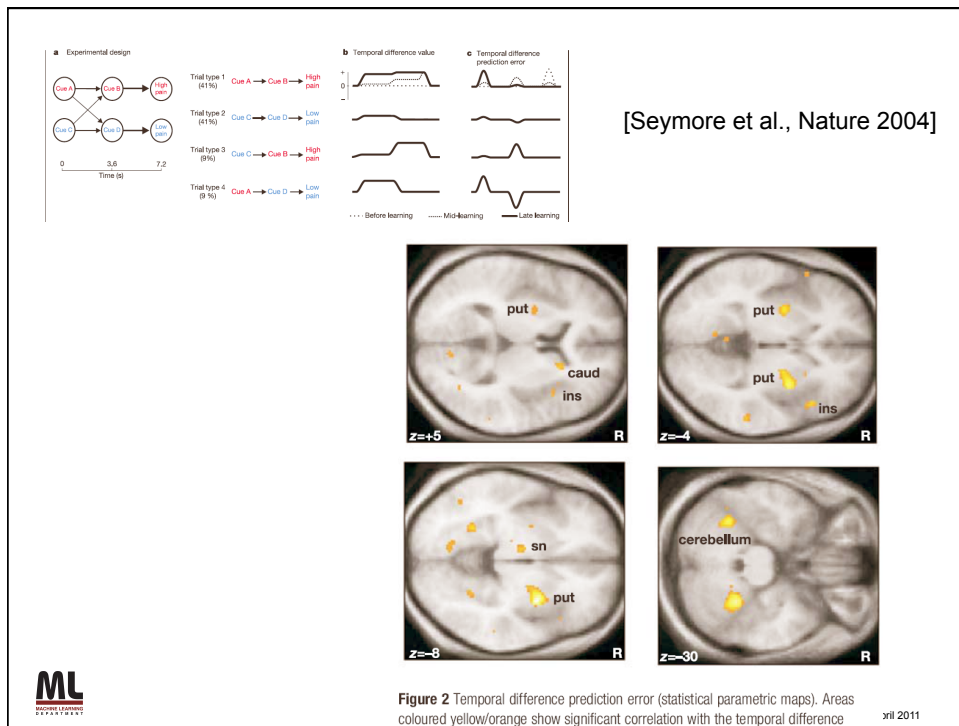 a Experimental design
Cue A
Cue B
High
pain
Cue C
Cue D
Low
pain
0 3,6 7,2
Time (s)
Trial type 1
(41%)
Cue A Cue B High
pain
Trial type 2
(41%)
Cue C Cue D Low
pain
Trial type 3
(9%)
Cue C Cue B High
pain
Trial type 4
(9 %)
Cue A Cue D Low
pain
b Temporal difference value
+
0
–
c Temporal difference
prediction error
Before learning Mid-learning Late learning
[Seymore et al., Nature 2004]
put
caud
ins
z=+5 R
put
put
ins
z=–4 R
sn
put
z=–8 R
cerebellum
z=–30 R
ML
MACHINE LEARNING
DEPARTMENT
Figure 2 Temporal difference prediction error (statistical parametric maps). Areas
coloured yellow/orange show significant correlation with the temporal difference
2011